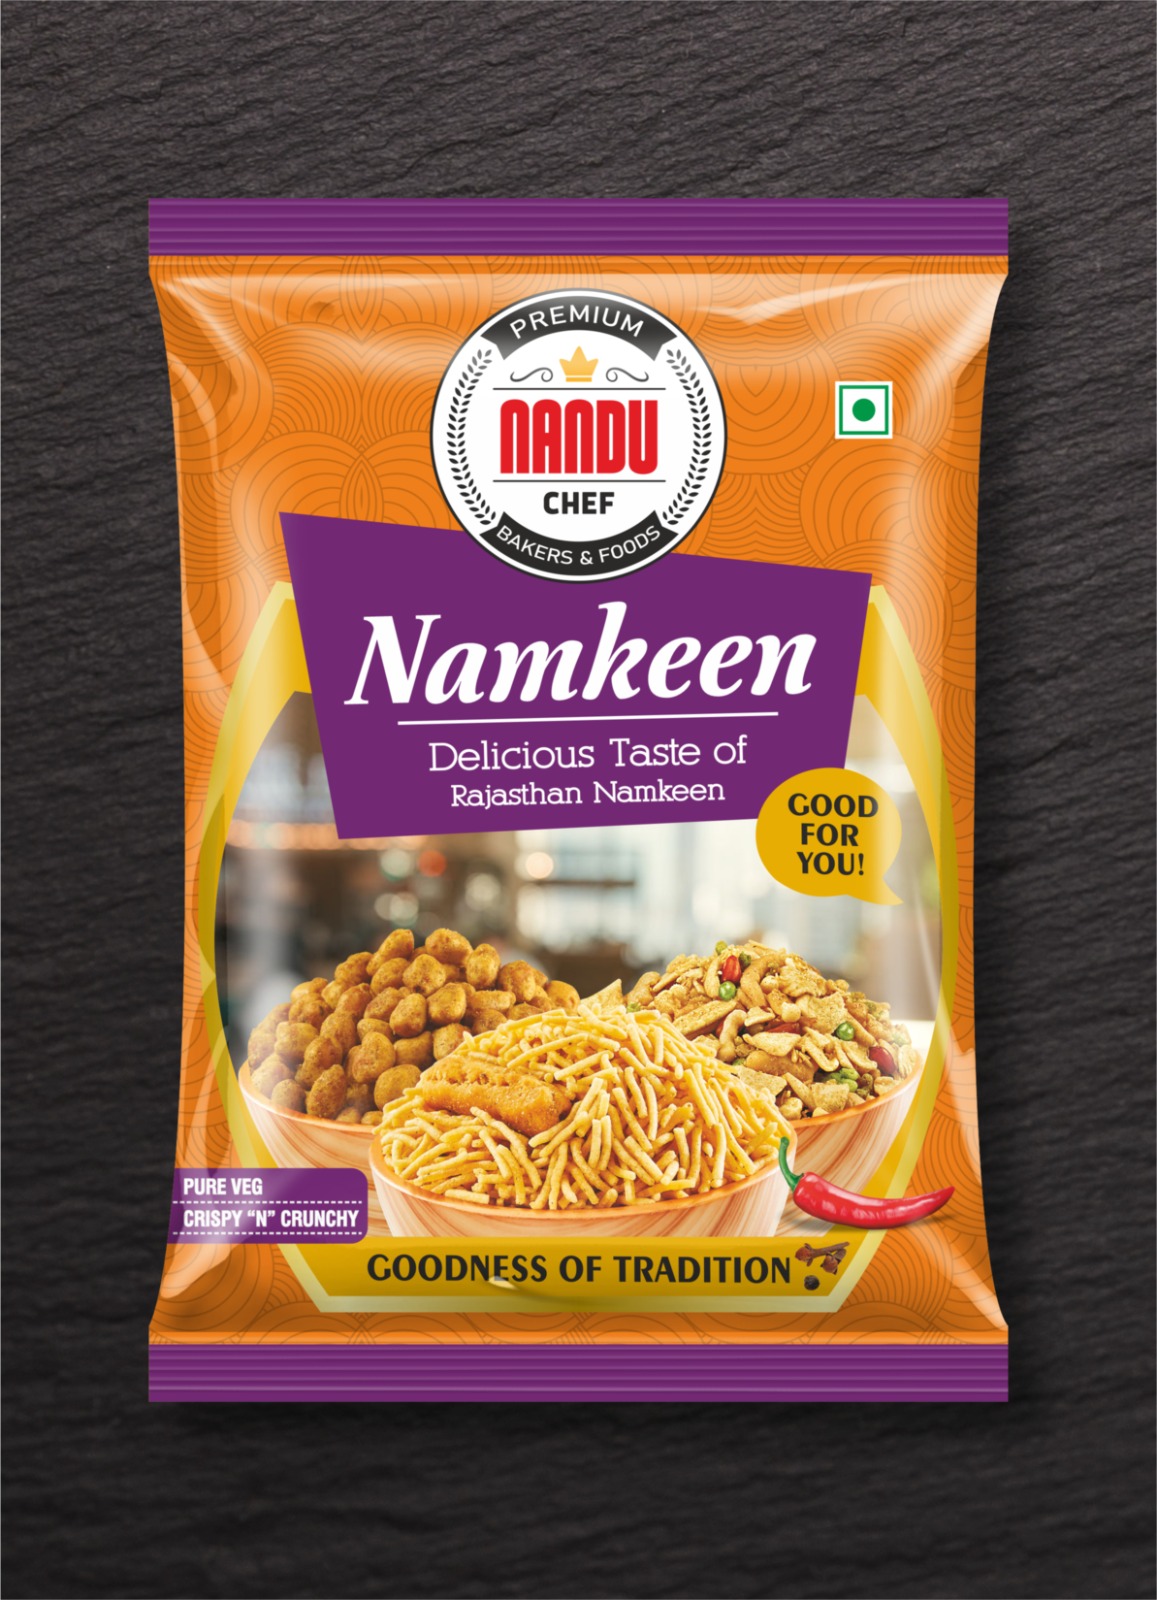 PREMIUM
NANDU
CHEF
BAKERS & FOODS
Namkeen
Delicious Taste of
Rajasthan Namkeen
GOOD
FOR
YOU!
PURE VEG
CRISPY “N” CRUNCHY
GOODNESS OF TRADITION